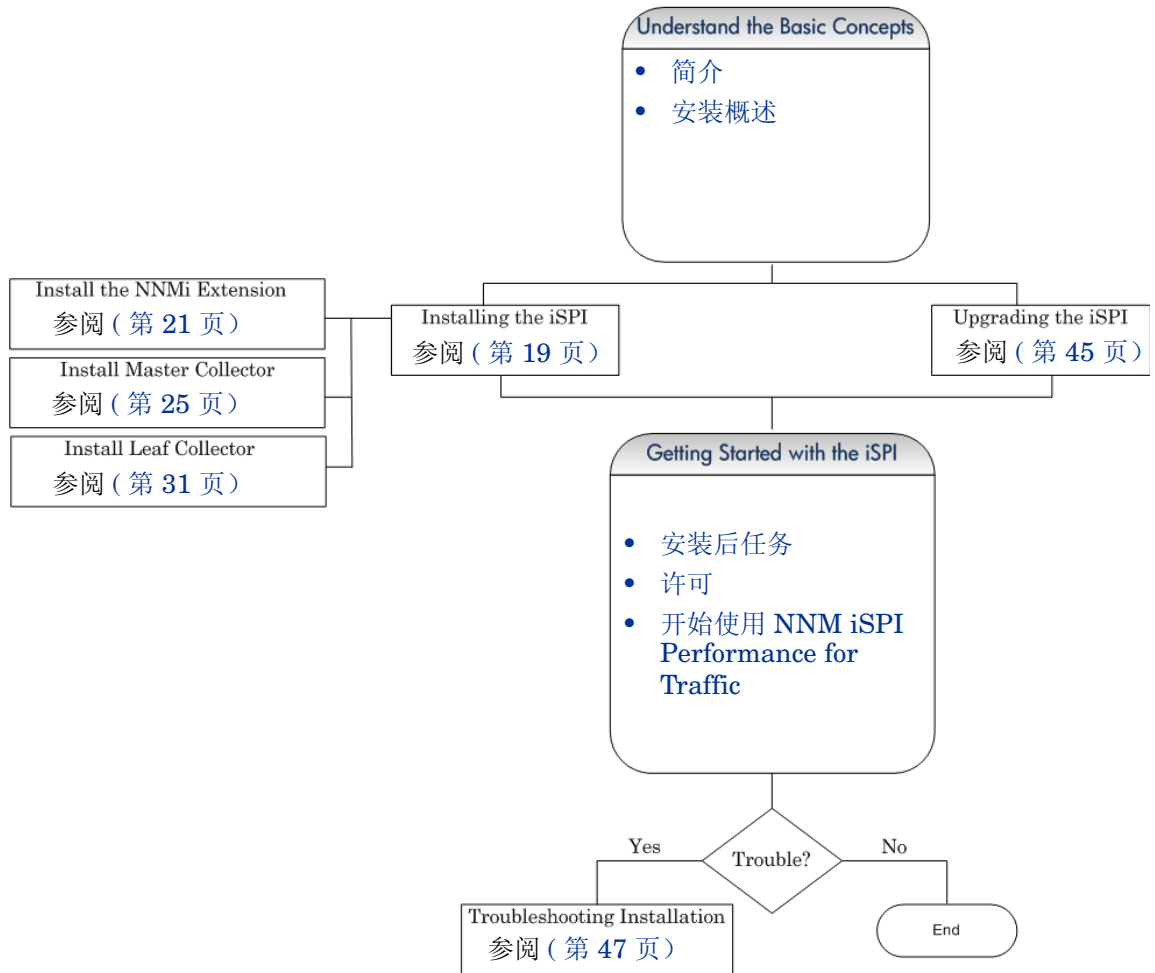 Understand the Basic Concepts
• 简介
• 安装概述
Install the NNMi Extension
参阅 ( 第 21 页)
Install Master Collector
参阅 ( 第 25 页)
Install Leaf Collector
参阅 ( 第 31 页)
Installing the iSPI
参阅 ( 第 19 页)
Upgrading the iSPI
参阅 ( 第 45 页)
Getting Started with the iSPI
• 安装后任务
• 许可
• 开始使用 NNM iSPI
Performance for
Traffic
Trouble?
Yes
No
Troubleshooting Installation
参阅 ( 第 47 页)
End